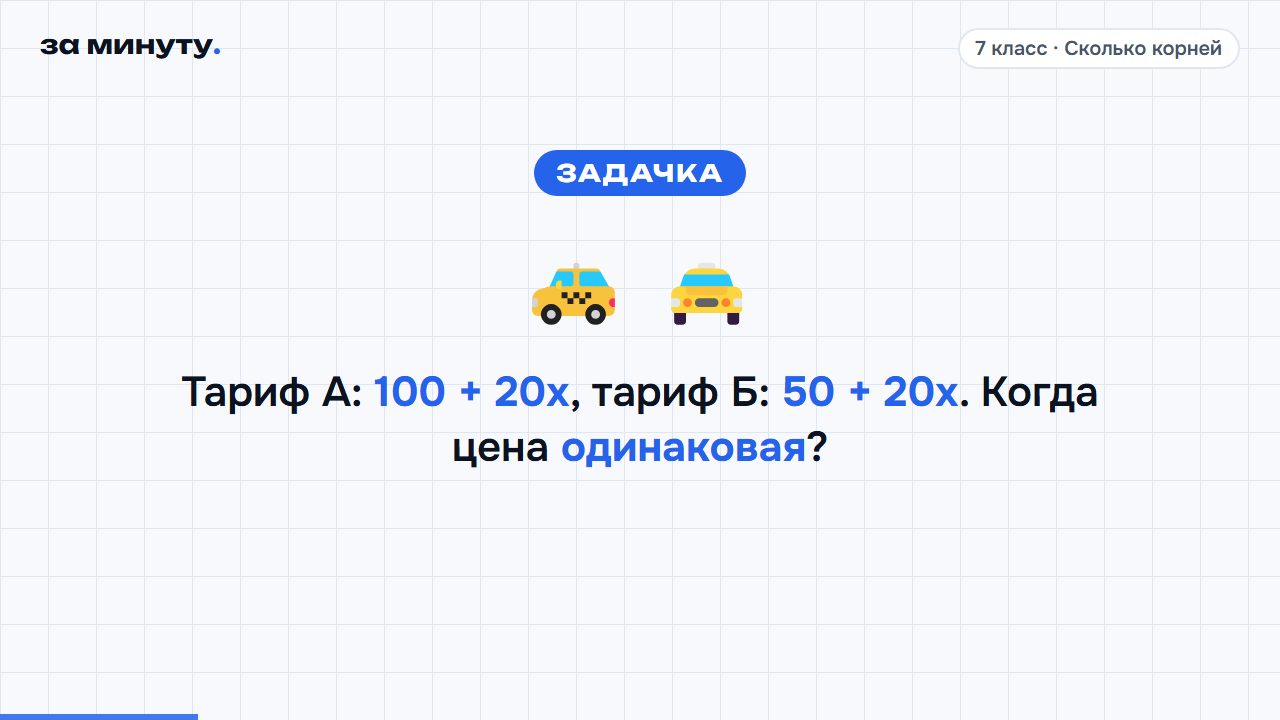 за минуту.
7 класс · Сколько корней
ЗАДАЧКА
Тариф А: 100 + 20x, тариф Б: 50 + 20x. Когда
цена одинаковая?